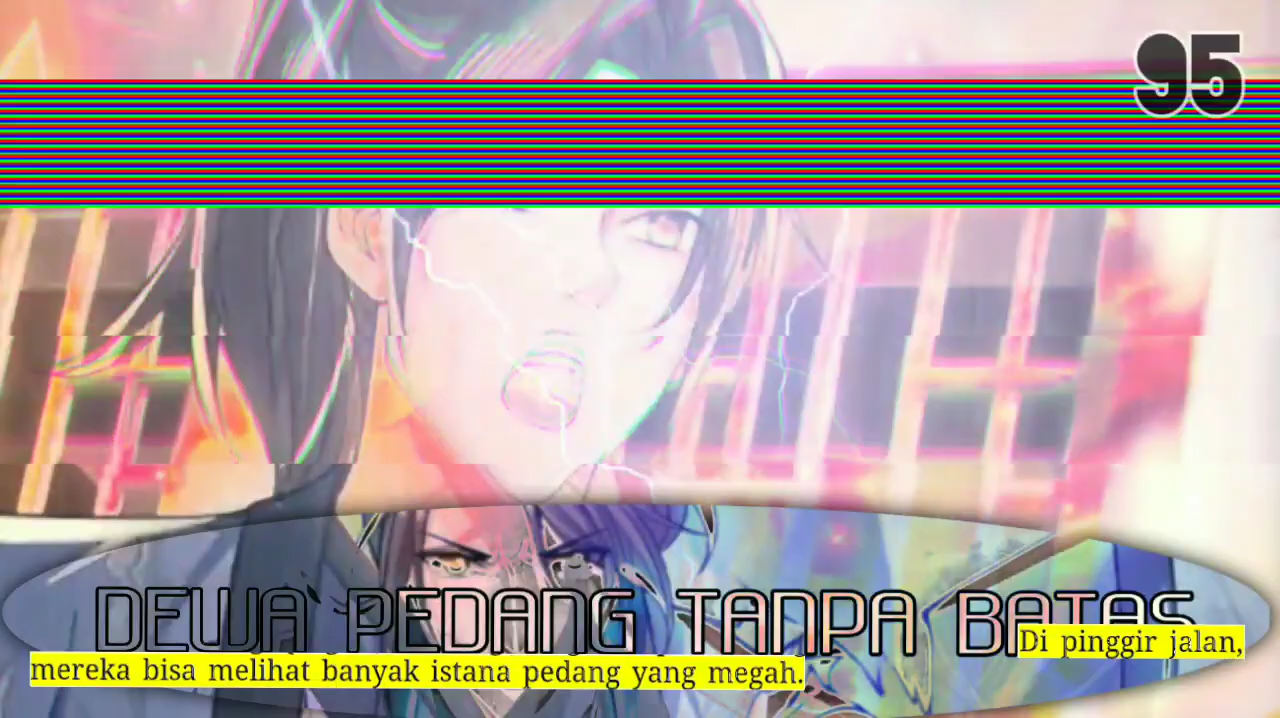 95
DEWA PEDANG TANPA BATAS
Di pinggir jalan,
mereka bisa melihat banyak istana pedang yang megah.